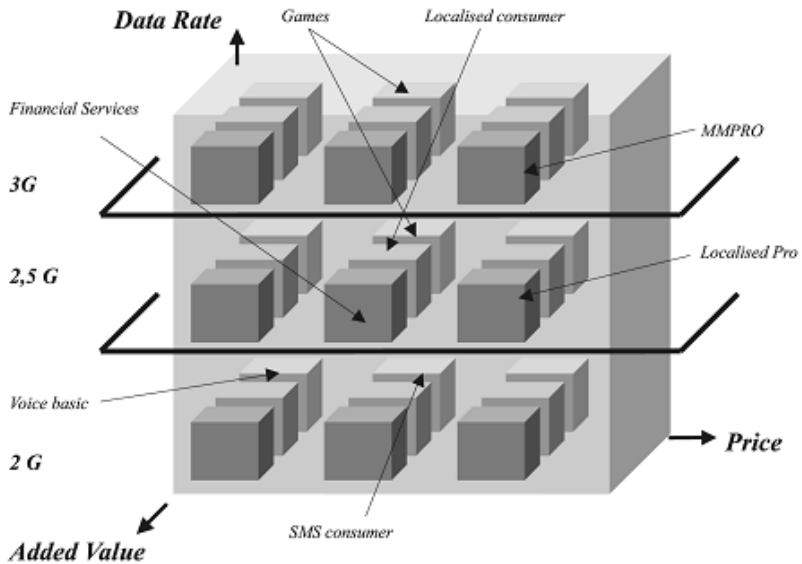 Data Rate
Games
Localised consumer
Financial Services
MMPRO
3G
2,5 G
Localised Pro
Voice basic
2 G
Price
SMS consumer
Added Value